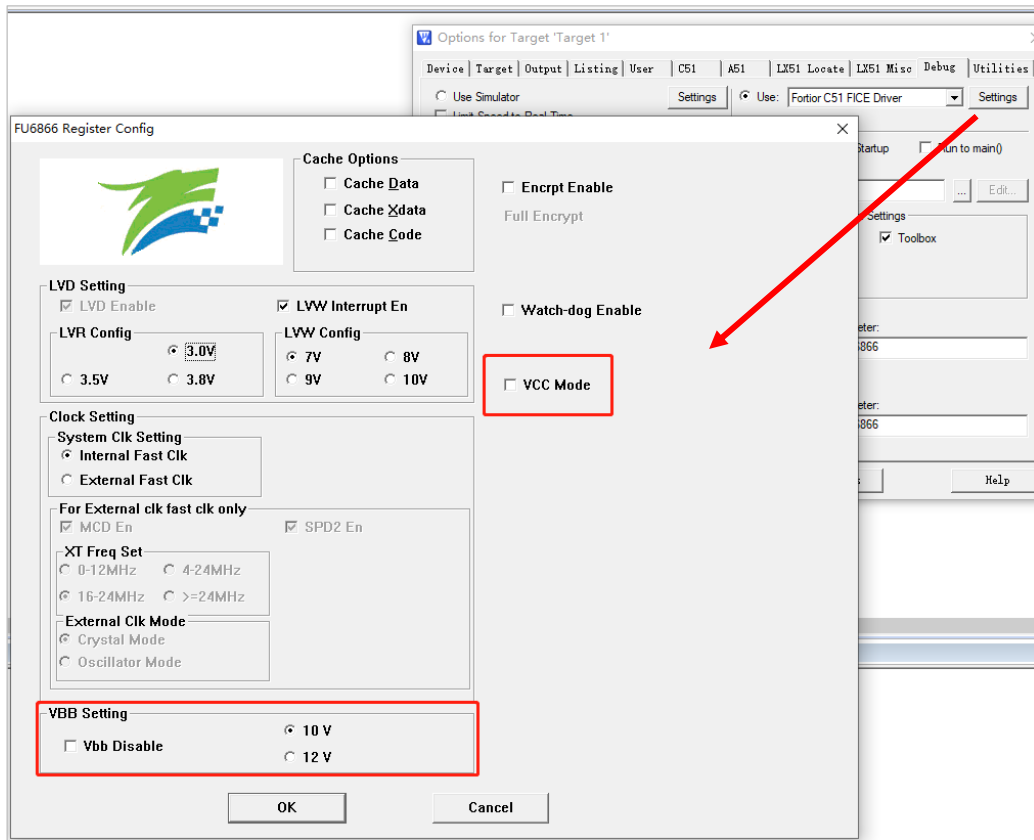 Options for Target 'Target 1'
Device Target Output Listing User C51 A51 LX51 Locate LX51 Misc Debug Utilities
Use Simulator Settings Use: Fortior C51 FICE Driver Settings
FU6866 Register Config
Startup to main()
... Edit...
Settings
Toolbox
eter:
866
eter:
866
Help
Cache Options
Cache Data
Cache Xdata
Cache Code
Encrpt Enable
Full Encrypt
LVD Setting
LVD Enable LVW Interrupt En
LVR Config
3.0V
3.5V 3.8V
LVW Config
7V 8V
9V 10V
Watch-dog Enable
VCC Mode
Clock Setting
System Clk Setting
Internal Fast Clk
External Fast Clk
For External clk fast clk only
MCD En SPD2 En
XT Freq Set
0-12MHz 4-24MHz
16-24MHz >=24MHz
External Clk Mode
Crystal Mode
Oscillator Mode
VBB Setting
Vbb Disable
10 V
12 V
OK Cancel